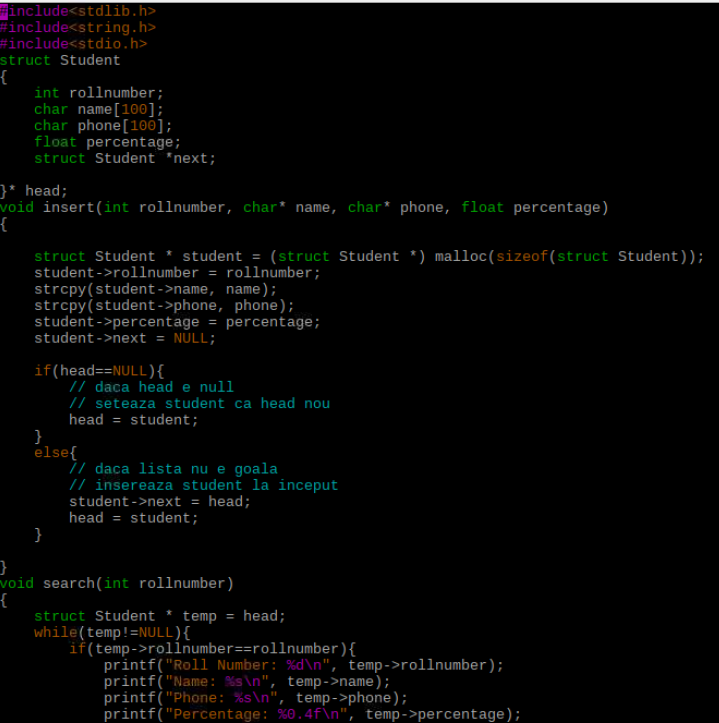 #include<stdlib.h>
#include<string.h>
#include<stdio.h>
struct Student
{
    int rollnumber;
    char name[100];
    char phone[100];
    float percentage;
    struct Student *next;

}* head;
void insert(int rollnumber, char* name, char* phone, float percentage)
{

    struct Student * student = (struct Student *) malloc(sizeof(struct Student));
    student->rollnumber = rollnumber;
    strcpy(student->name, name);
    strcpy(student->phone, phone);
    student->percentage = percentage;
    student->next = NULL;

    if(head==NULL){
        // daca head e null
        // seteaza student ca head nou
        head = student;
    }
    else{
        // daca lista nu e goala
        // insereaza student la inceput
        student->next = head;
        head = student;
    }

}
void search(int rollnumber)
{
    struct Student * temp = head;
    while(temp!=NULL){
        if(temp->rollnumber==rollnumber){
            printf("Roll Number: %d\n", temp->rollnumber);
            printf("Name: %s\n", temp->name);
            printf("Phone: %s\n", temp->phone);
            printf("Percentage: %0.4f\n", temp->percentage);